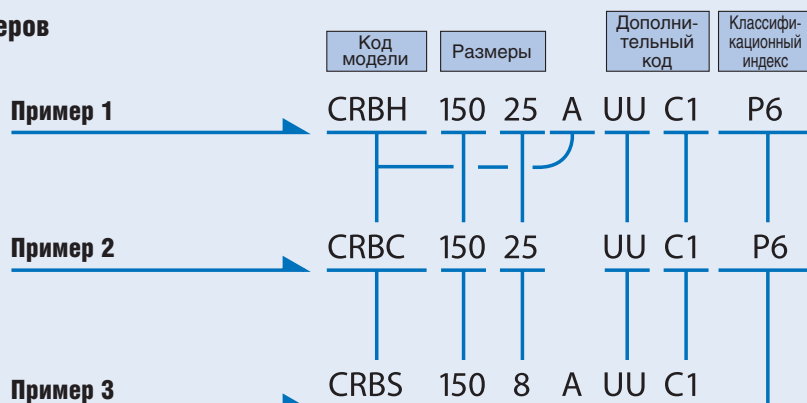 еров
Код
модели
Размеры
Дополни-
тельный
код
Классифи-
кационный
индекс
Пример 1 CRBH 150 25 A UU C1 P6
Пример 2 CRBC 150 25 UU C1 P6
Пример 3 CRBS 150 8 A UU C1